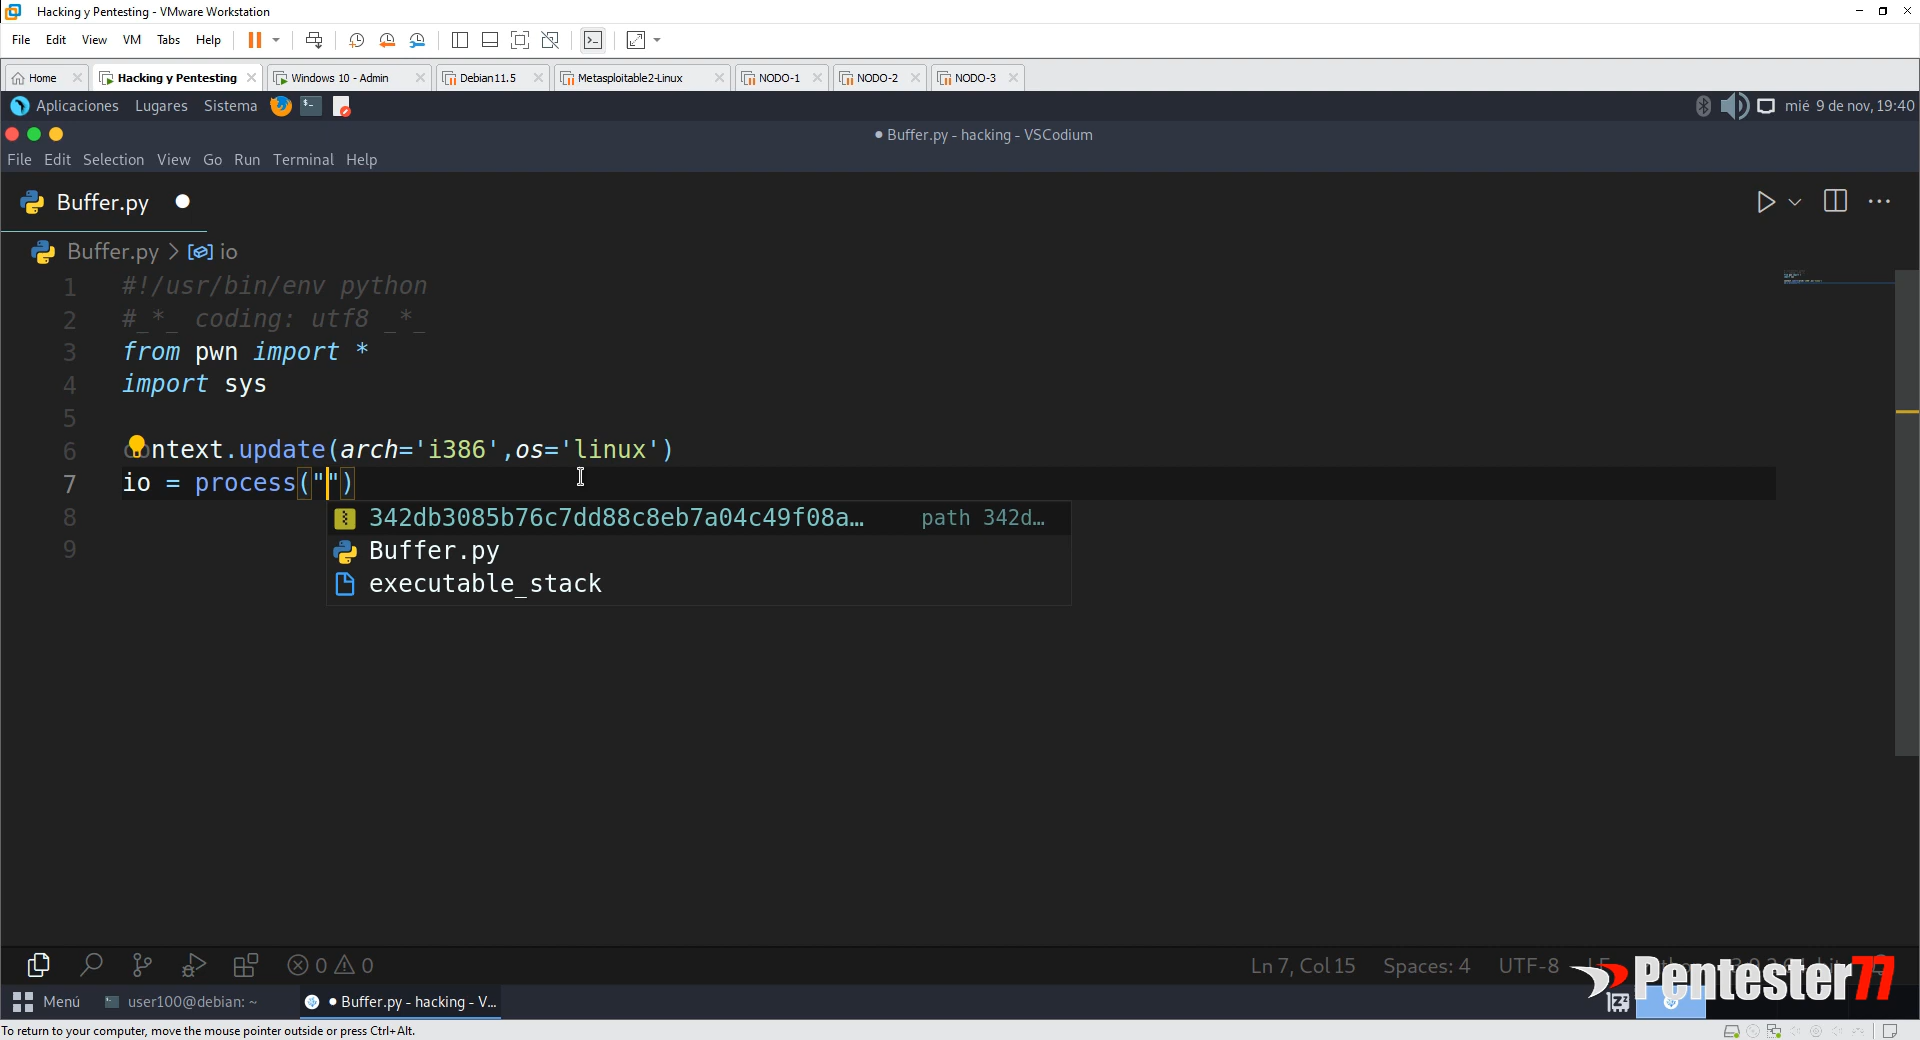 Hacking y Pentesting - VMware Workstation
File Edit View VM Tabs Help
Home Hacking y Pentesting Windows 10 - Admin Debian11.5 Metasploitable2-Linux NODO-1 NODO-2 NODO-3
Aplicaciones Lugares Sistema mié 9 de nov, 19:40
● Buffer.py - hacking - VSCodium
File Edit Selection View Go Run Terminal Help
Buffer.py
Buffer.py > io
1 #!/usr/bin/env python
2 #_*_ coding: utf8 _*_
3 from pwn import *
4 import sys
5
6 context.update(arch='i386',os='linux')
7 io = process("")
8 342db3085b76c7dd88c8eb7a04c49f08a… path 342d…
9 Buffer.py
executable_stack
0 0 Ln 7, Col 15 Spaces: 4 UTF-8
Pentester77
Menú user100@debian: ~ ● Buffer.py - hacking - V...
To return to your computer, move the mouse pointer outside or press Ctrl+Alt.